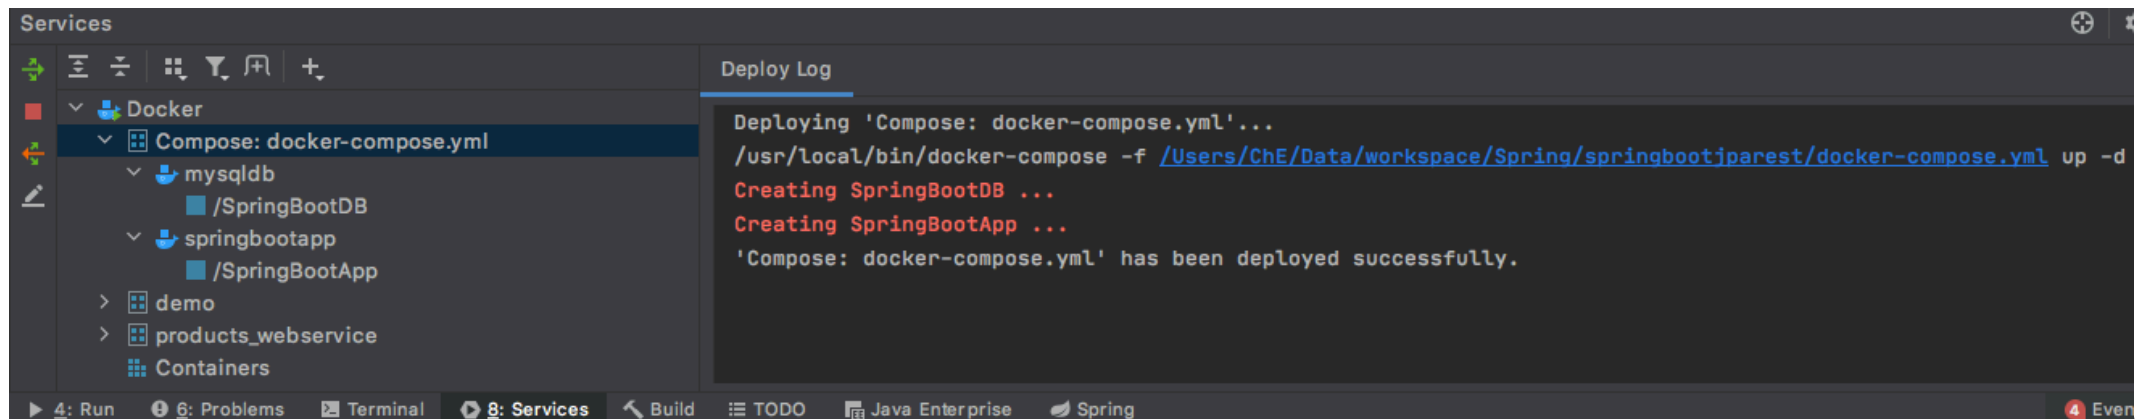 Services
Deploy Log
Docker
Compose: docker-compose.yml
mysqldb
/SpringBootDB
springbootapp
/SpringBootApp
demo
products_webservice
Containers
Deploying 'Compose: docker-compose.yml'...
/usr/local/bin/docker-compose -f /Users/ChE/Data/workspace/Spring/springbootjparest/docker-compose.yml up -d
Creating SpringBootDB ...
Creating SpringBootApp ...
'Compose: docker-compose.yml' has been deployed successfully.
4: Run 6: Problems Terminal 8: Services Build TODO Java Enterprise Spring 4 Even